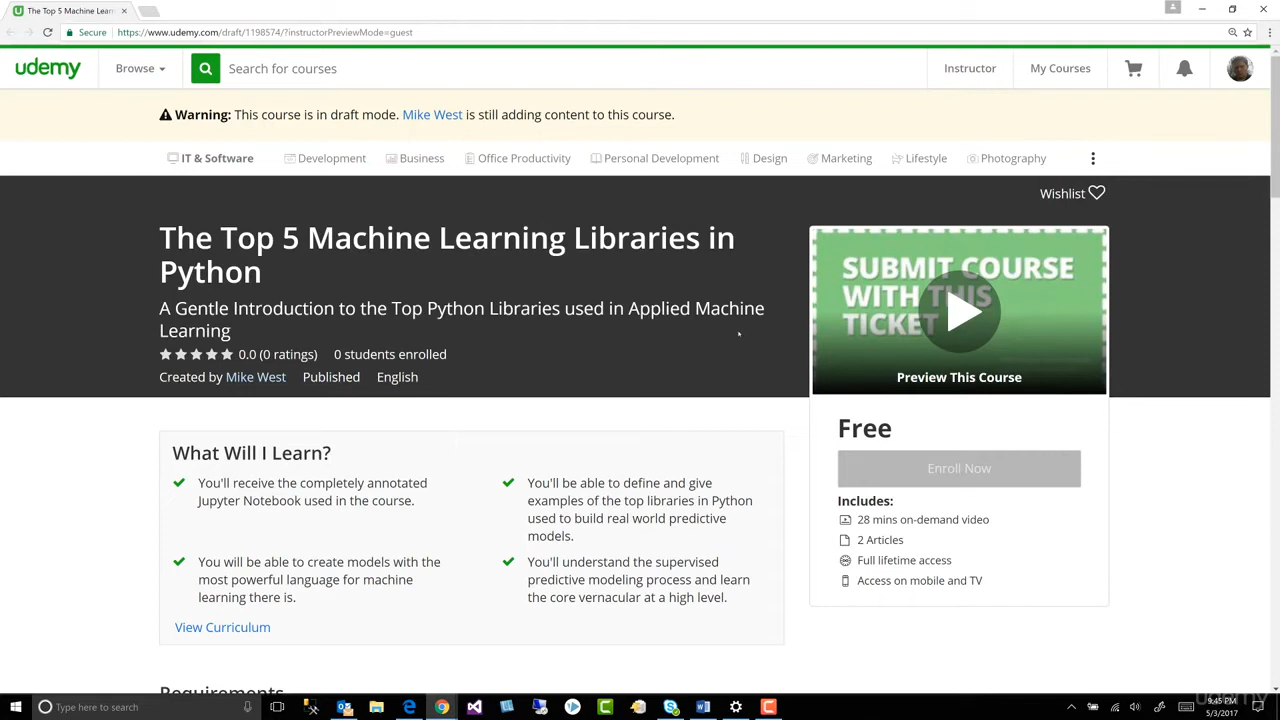 The Top 5 Machine Learn
Secure
https://www.udemy.com/draft/1198574/?instructorPreviewMode=guest
udemy
Browse
Search for courses
Instructor
My Courses
Warning: This course is in draft mode. Mike West is still adding content to this course.
IT & Software
Development
Business
Office Productivity
Personal Development
Design
Marketing
Lifestyle
Photography
Wishlist
The Top 5 Machine Learning Libraries in
Python
A Gentle Introduction to the Top Python Libraries used in Applied Machine
Learning
0.0 (0 ratings)
0 students enrolled
Created by Mike West
Published
English
SUBMIT COURSE
WITH THIS
TICKET
Preview This Course
Free
Enroll Now
Includes:
28 mins on-demand video
2 Articles
Full lifetime access
Access on mobile and TV
What Will I Learn?
You'll receive the completely annotated
Jupyter Notebook used in the course.
You'll be able to define and give
examples of the top libraries in Python
used to build real world predictive
models.
You will be able to create models with the
most powerful language for machine
learning there is.
You'll understand the supervised
predictive modeling process and learn
the core vernacular at a high level.
View Curriculum
Requirements
Type here to search
9:45 PM
5/3/2017
udemy